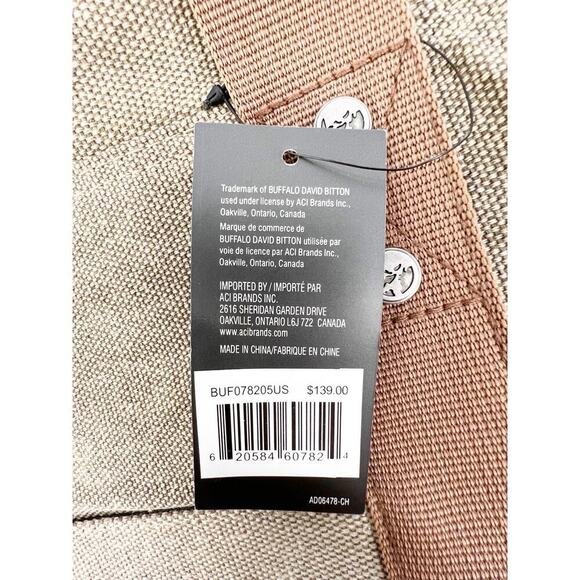 Trademark of BUFFALO DAVID BITTON
used under license by ACI Brands Inc.,
Oakville, Ontario, Canada
Marque de commerce de
BUFFALO DAVID BITTON utilisée par
voie de licence par ACI Brands Inc.,
Oakville, Ontario, Canada
IMPORTED BY / IMPORTÉ PAR
ACI BRANDS INC.
2616 SHERIDAN GARDEN DRIVE
OAKVILLE, ONTARIO L6J 7Z2 CANADA
www.acibrands.com
MADE IN CHINA/FABRIQUE EN CHINE
BUF078205US $139.00
6 20584 60782 4
AD06478-CH